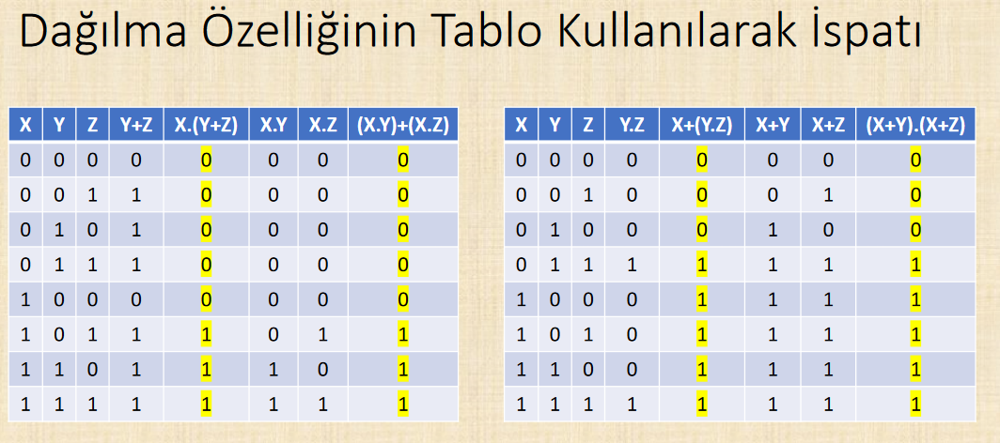 Dağılma Özelliğinin Tablo Kullanılarak İspatı
X Y Z Y+Z X.(Y+Z) X.Y X.Z (X.Y)+(X.Z)
0 0 0 0 0 0 0 0
0 0 1 1 0 0 0 0
0 1 0 1 0 0 0 0
0 1 1 1 0 0 0 0
1 0 0 0 0 0 0 0
1 0 1 1 1 0 1 1
1 1 0 1 1 1 0 1
1 1 1 1 1 1 1 1
X Y Z Y.Z X+(Y.Z) X+Y X+Z (X+Y).(X+Z)
0 0 0 0 0 0 0 0
0 0 1 0 0 0 1 0
0 1 0 0 0 1 0 0
0 1 1 1 1 1 1 1
1 0 0 0 1 1 1 1
1 0 1 0 1 1 1 1
1 1 0 0 1 1 1 1
1 1 1 1 1 1 1 1